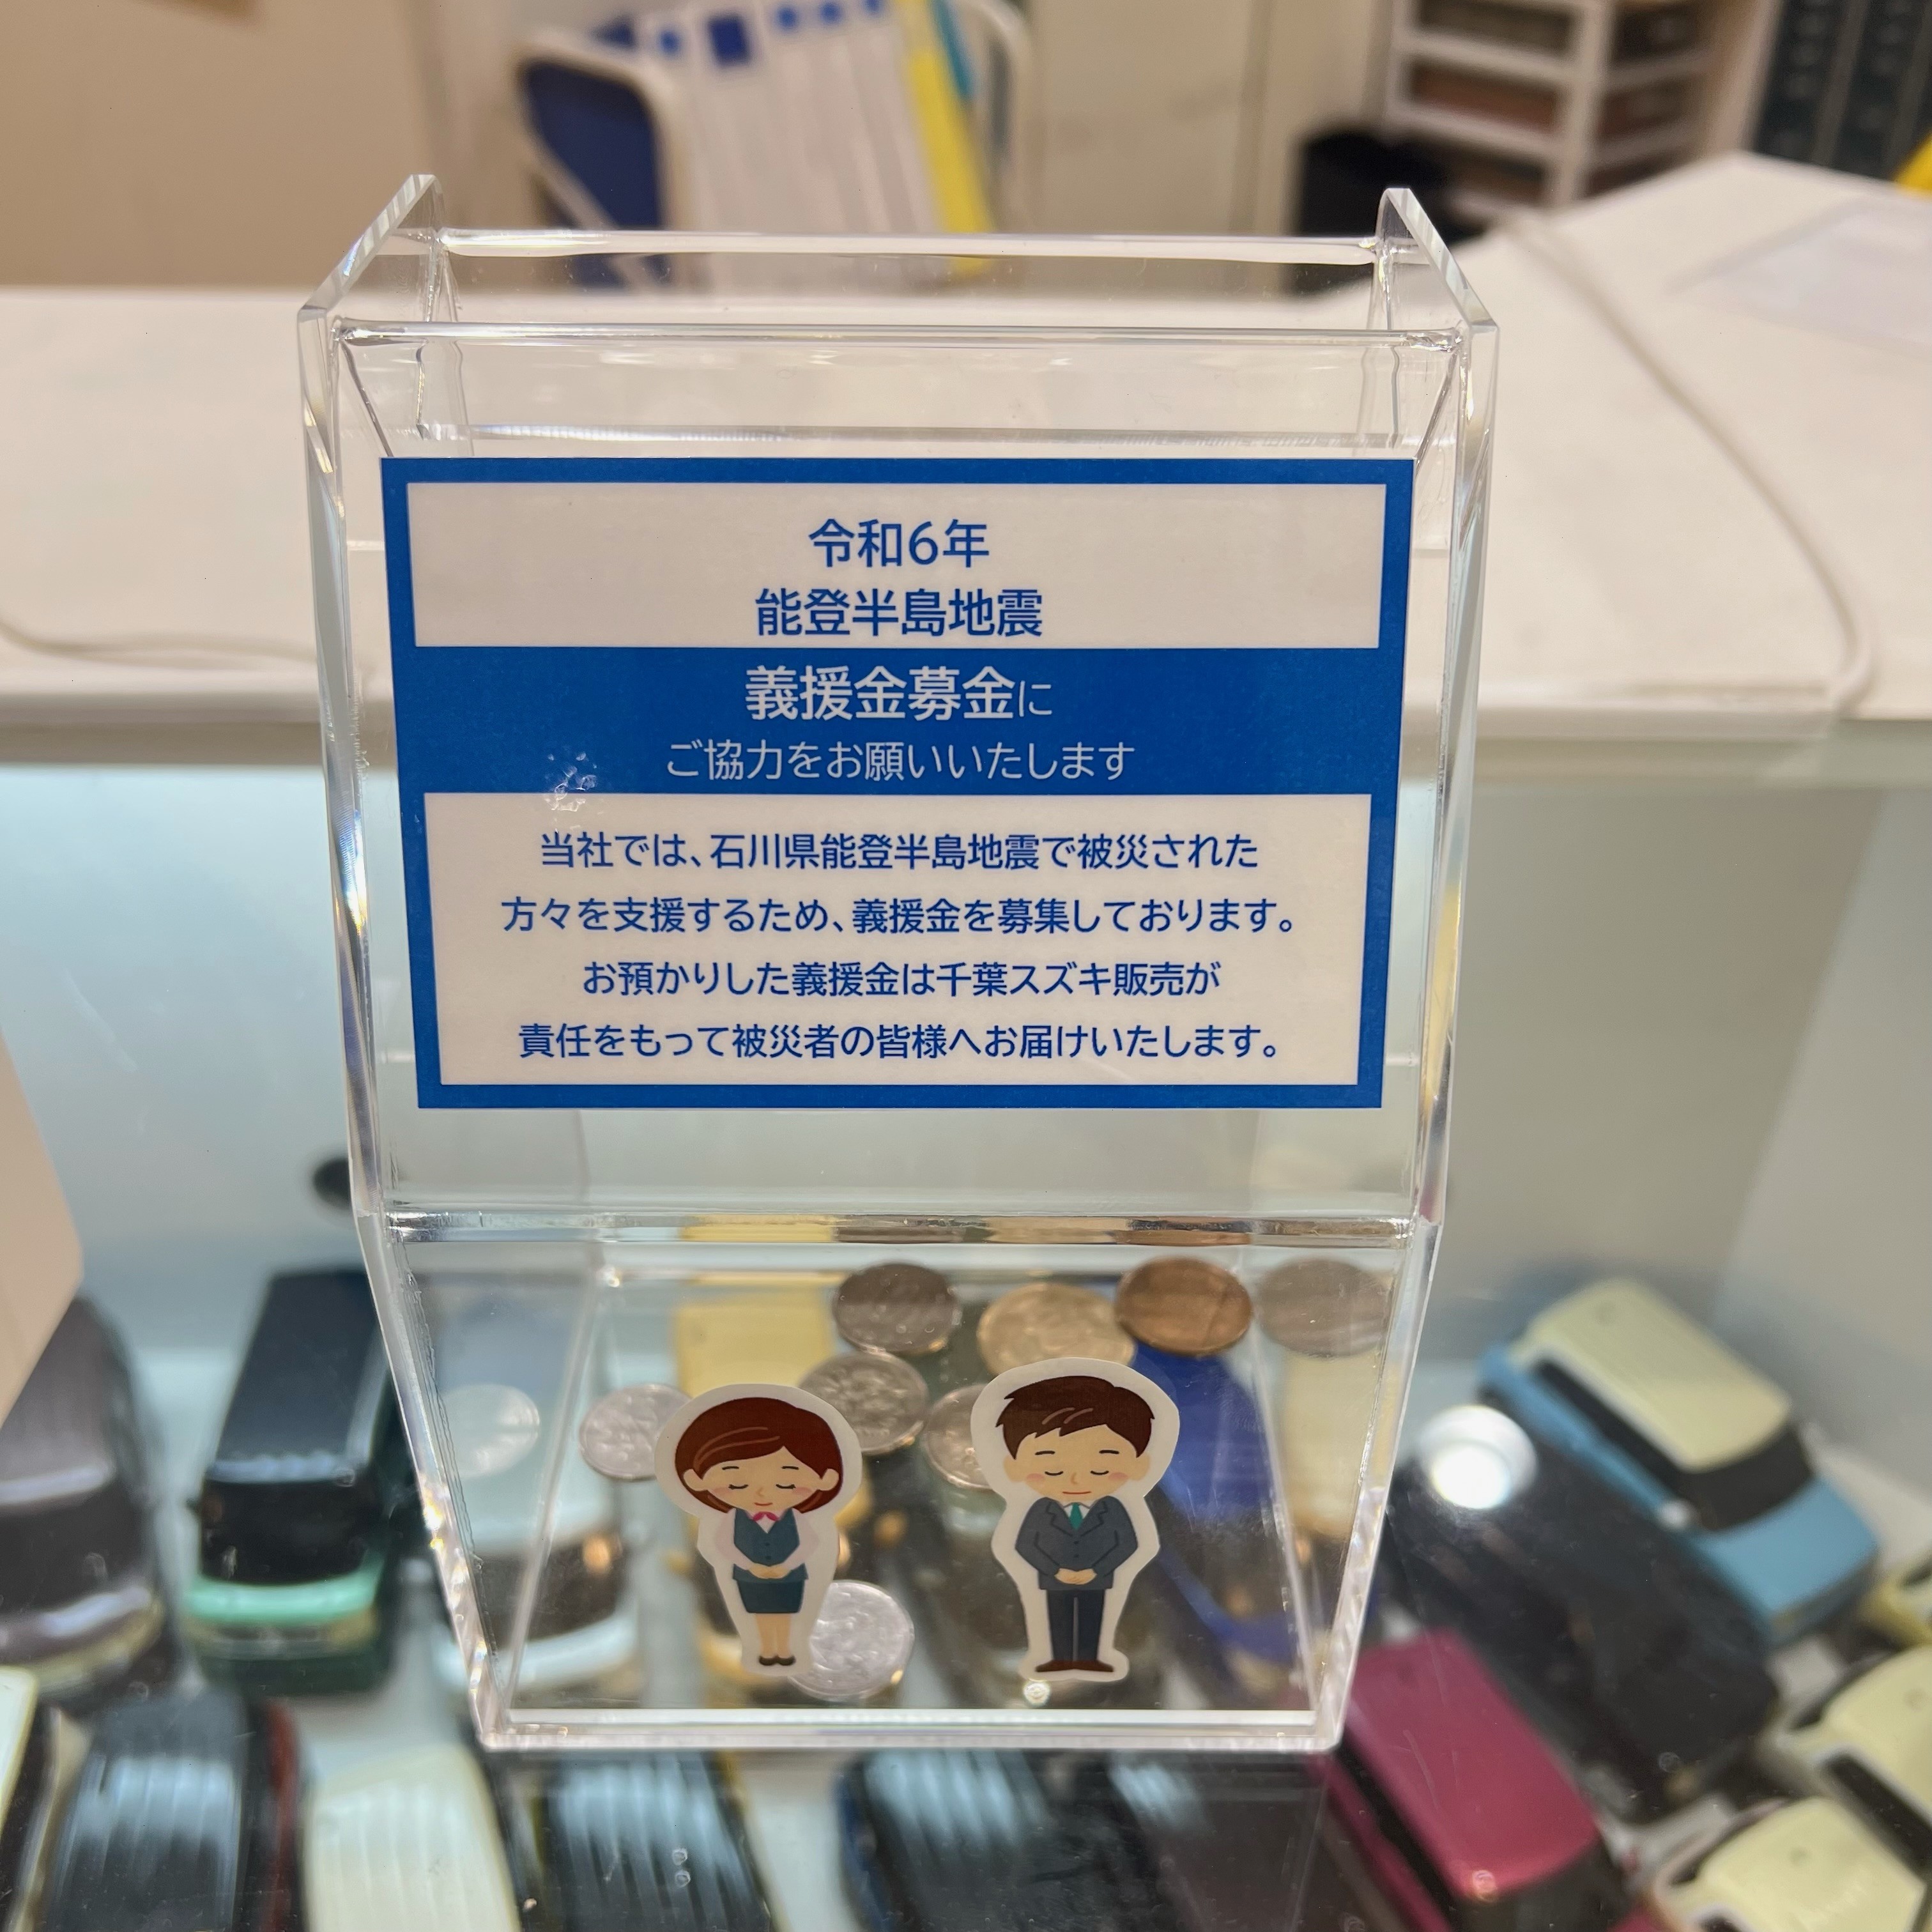 令和6年
能登半島地震
義援金募金に
ご協力をお願いいたします
当社では、石川県能登半島地震で被災された
方々を支援するため、義援金を募集しております。
お預かりした義援金は千葉スズキ販売が
責任をもって被災者の皆様へお届けいたします。